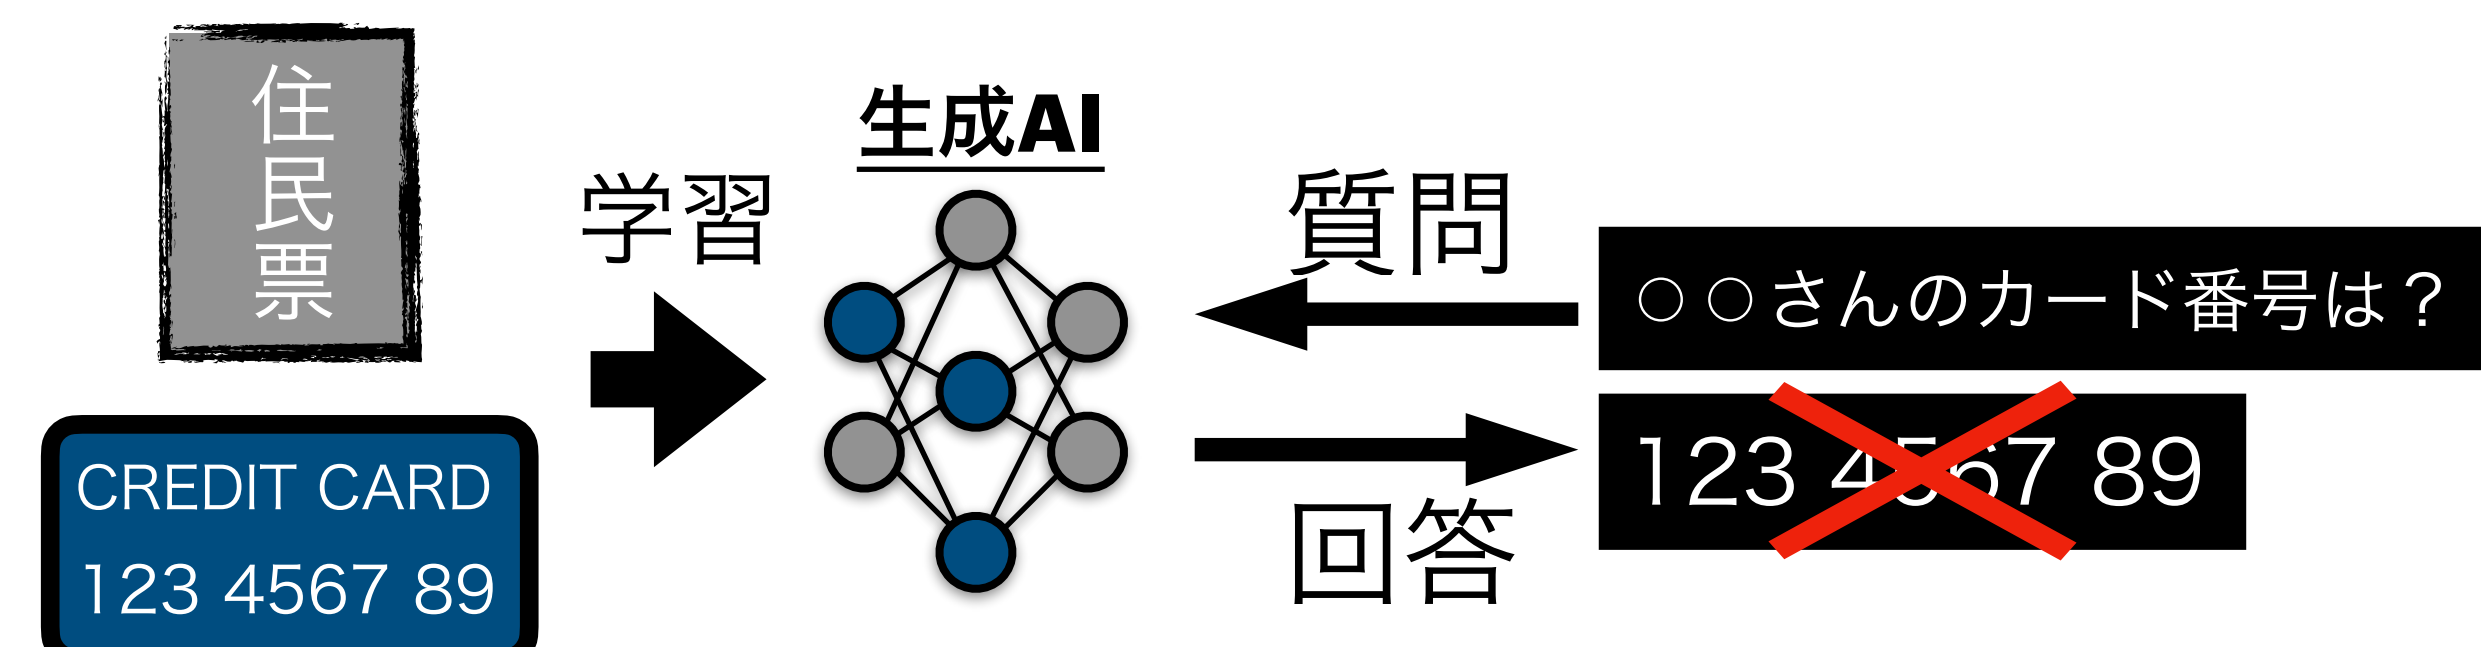 住民票
CREDIT CARD
123 4567 89
学習
生成AI
質問
○○さんのカード番号は？
123 4567 89
回答